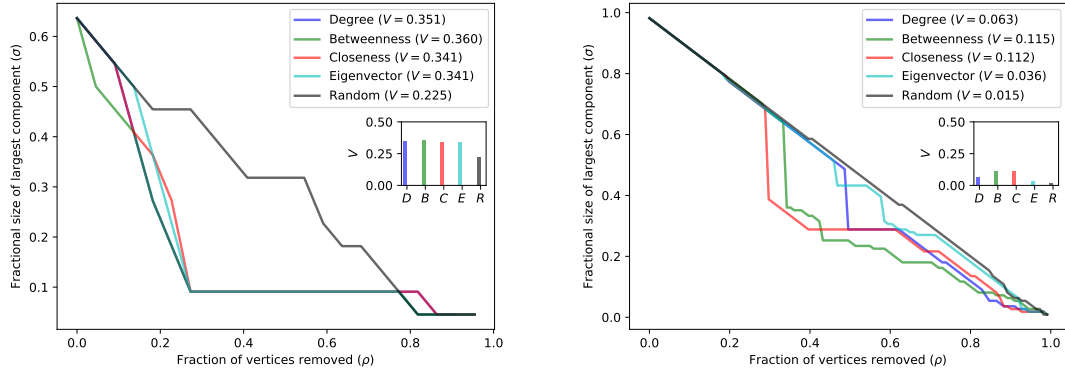 Degree (V = 0.351)
Betweenness (V = 0.360)
Closeness (V = 0.341)
Eigenvector (V = 0.341)
Random (V = 0.225)
0.6
0.5
0.4
0.3
0.2
0.1
Fractional size of largest component (σ)
0.50
0.25
0.00
V
D B C E R
0.0 0.2 0.4 0.6 0.8 1.0
Fraction of vertices removed (ρ)
Degree (V = 0.063)
Betweenness (V = 0.115)
Closeness (V = 0.112)
Eigenvector (V = 0.036)
Random (V = 0.015)
1.0
0.8
0.6
0.4
0.2
0.0
Fractional size of largest component (σ)
0.50
0.25
0.00
V
D B C E R
0.0 0.2 0.4 0.6 0.8 1.0
Fraction of vertices removed (ρ)